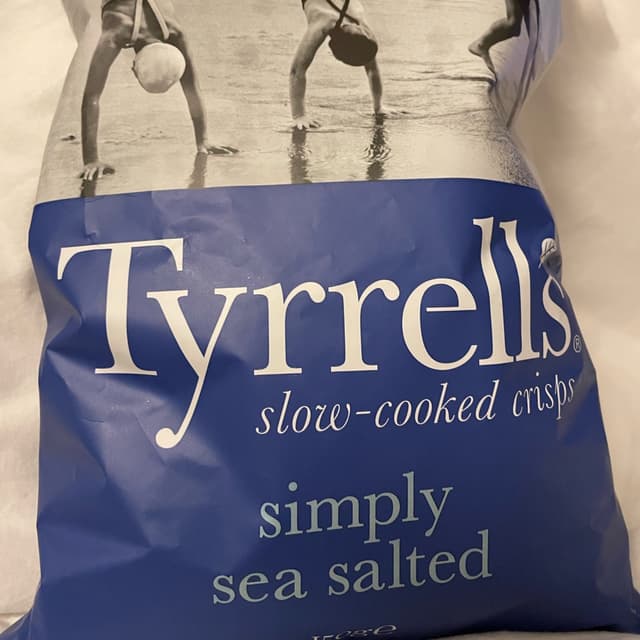 Tyrrells®
slow-cooked crisps
simply
sea salted